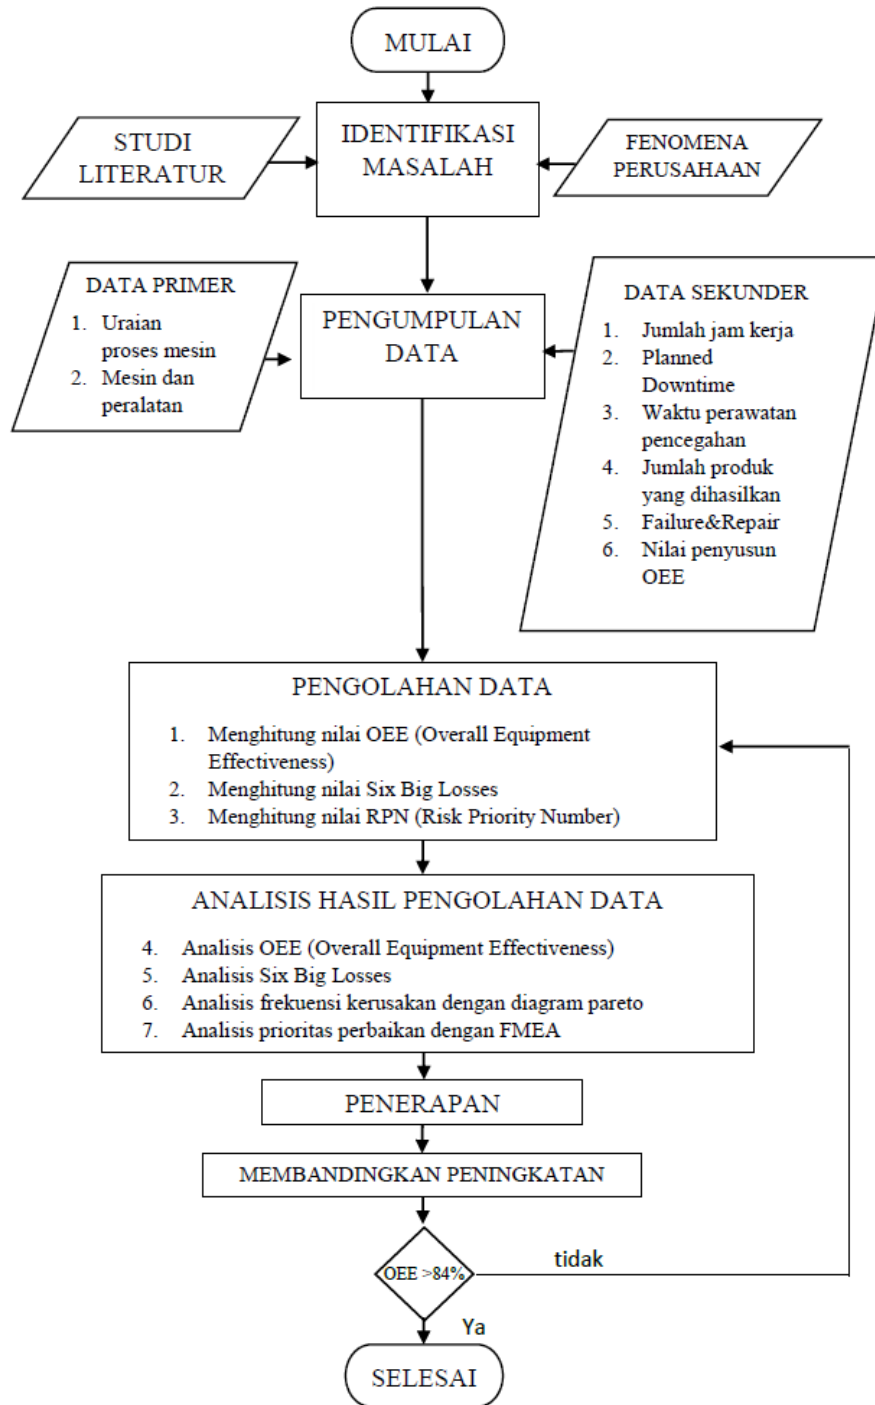 MULAI
STUDI
LITERATUR
IDENTIFIKASI
MASALAH
FENOMENA
PERUSAHAAN
DATA PRIMER
1. Uraian
proses mesin
2. Mesin dan
peralatan
PENGUMPULAN
DATA
DATA SEKUNDER
1. Jumlah jam kerja
2. Planned
Downtime
3. Waktu perawatan
pencegahan
4. Jumlah produk
yang dihasilkan
5. Failure&Repair
6. Nilai penyusun
OEE
PENGOLAHAN DATA
1. Menghitung nilai OEE (Overall Equipment
Effectiveness)
2. Menghitung nilai Six Big Losses
3. Menghitung nilai RPN (Risk Priority Number)
ANALISIS HASIL PENGOLAHAN DATA
4. Analisis OEE (Overall Equipment Effectiveness)
5. Analisis Six Big Losses
6. Analisis frekuensi kerusakan dengan diagram pareto
7. Analisis prioritas perbaikan dengan FMEA
PENERAPAN
MEMBANDINGKAN PENINGKATAN
OEE >84%
tidak
Ya
SELESAI